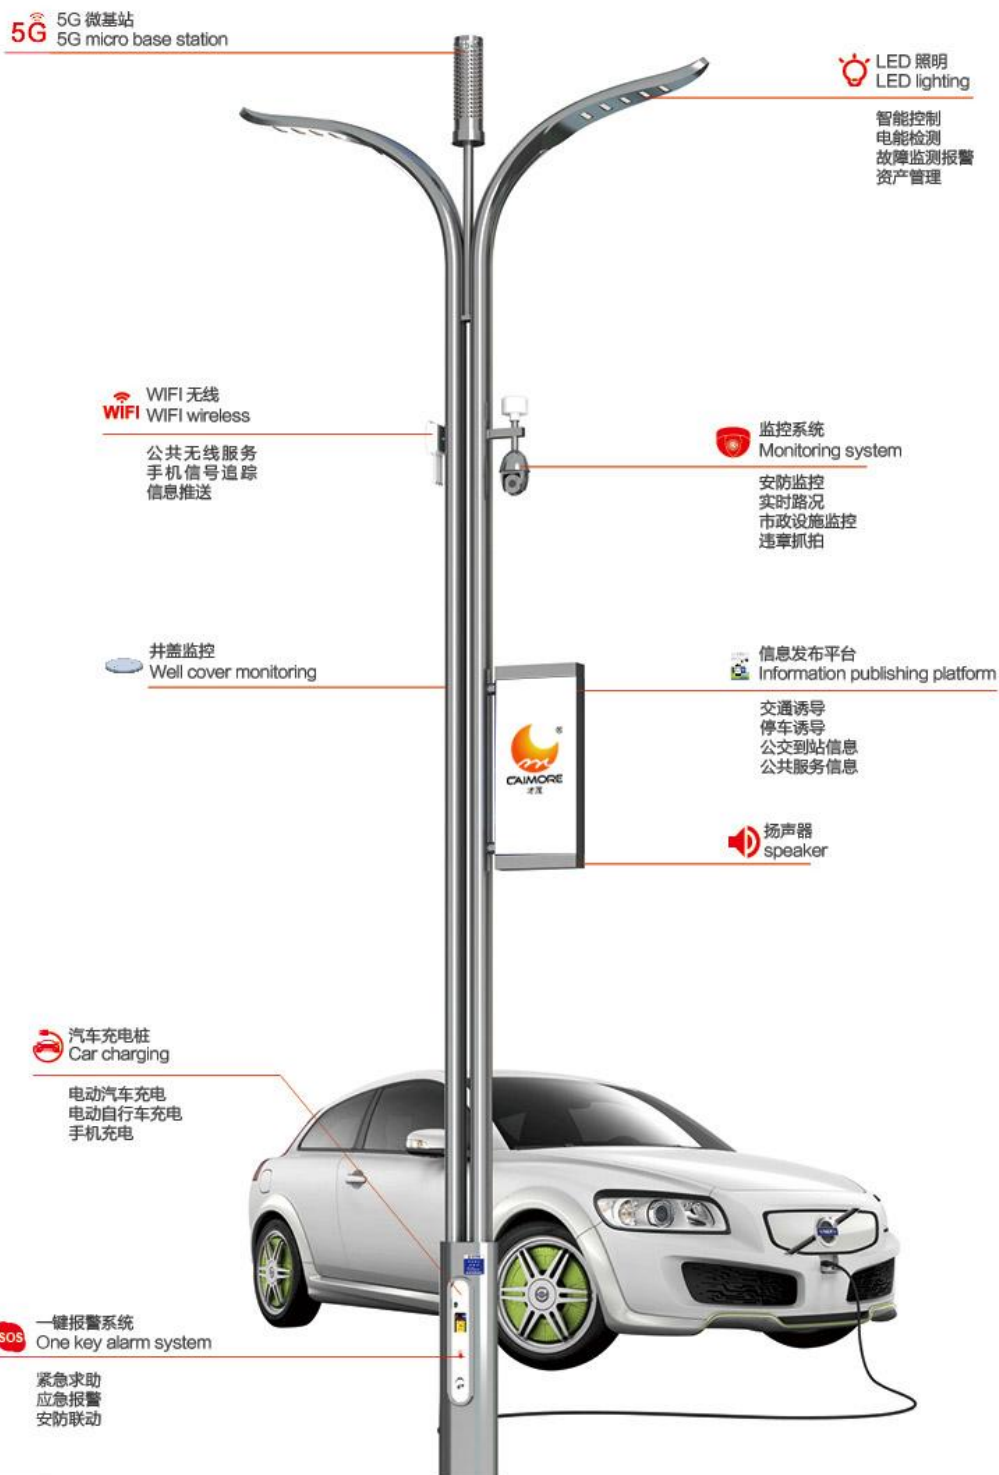 5G
5G 微基站
5G micro base station
LED 照明
LED lighting
智能控制
电能检测
故障监测报警
资产管理
WIFI
WIFI 无线
WIFI wireless
公共无线服务
手机信号追踪
信息推送
监控系统
Monitoring system
安防监控
实时路况
市政设施监控
违章抓拍
井盖监控
Well cover monitoring
信息发布平台
Information publishing platform
交通诱导
停车诱导
公交到站信息
公共服务信息
®
CAIMORE
才茂
扬声器
speaker
汽车充电桩
Car charging
电动汽车充电
电动自行车充电
手机充电
SOS
一键报警系统
One key alarm system
紧急求助
应急报警
安防联动